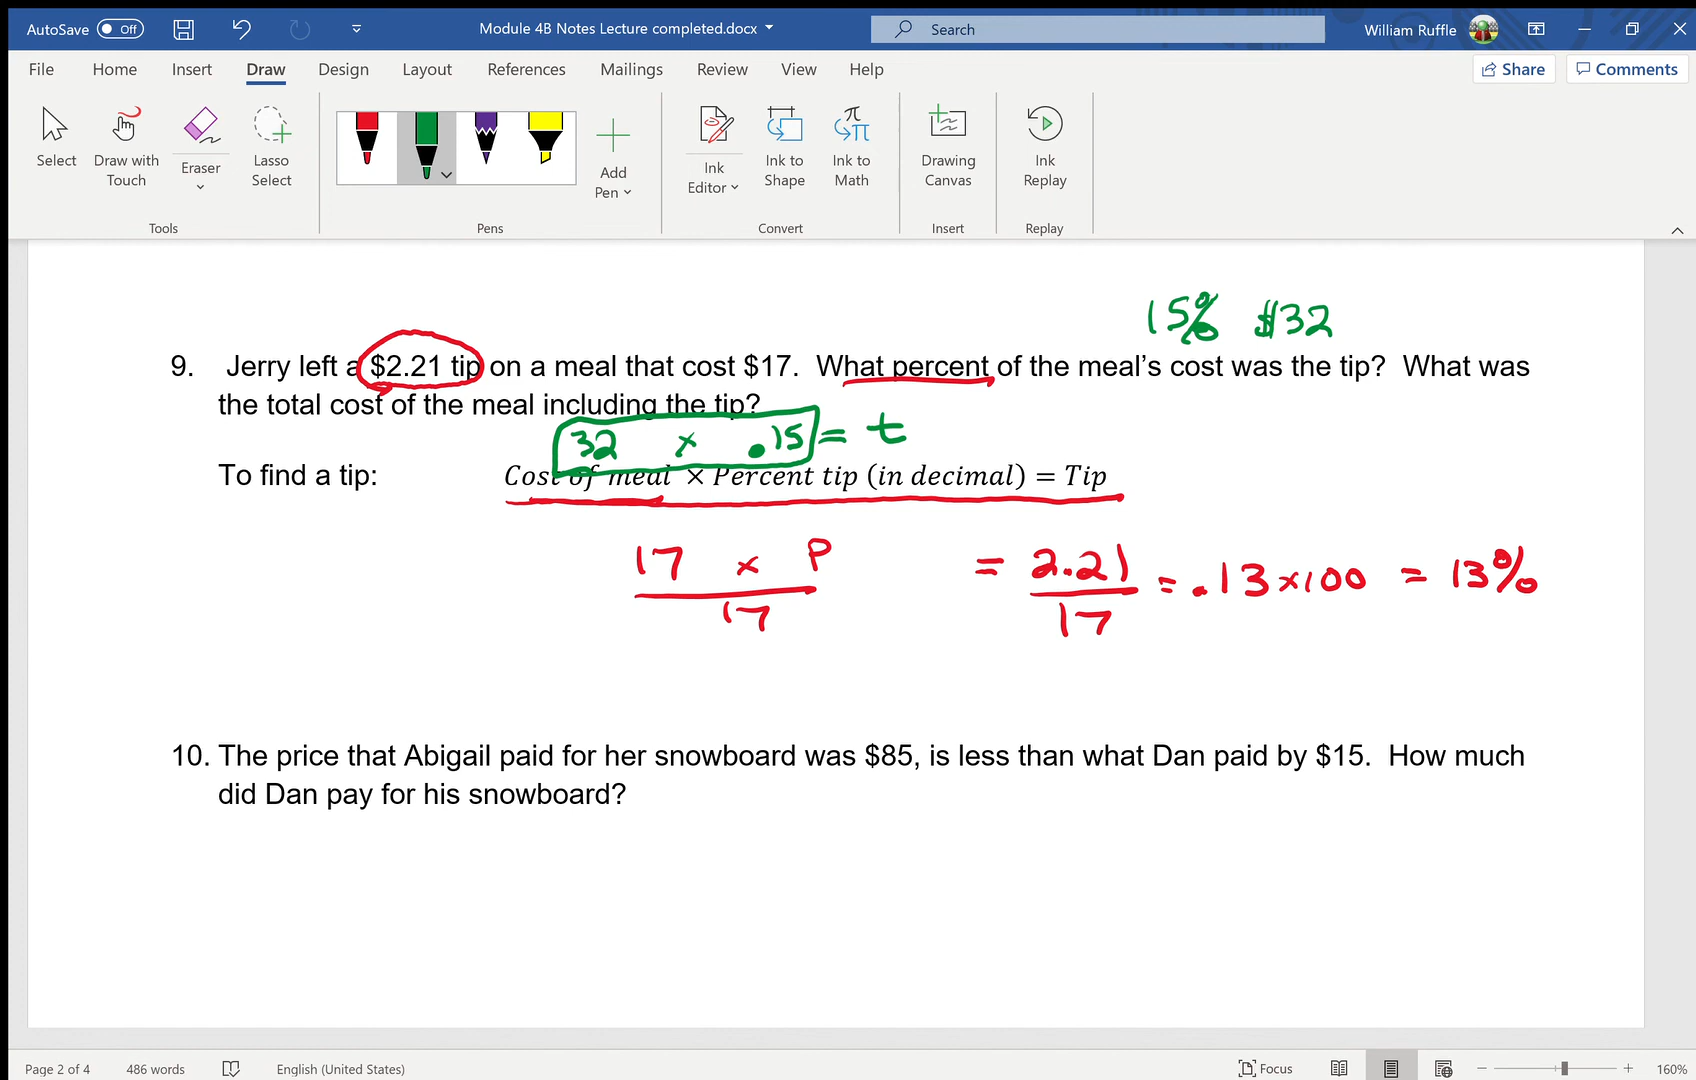 AutoSave Off Module 4B Notes Lecture completed.docx Search William Ruffle
File Home Insert Draw Design Layout References Mailings Review View Help Share Comments
Select Draw with Touch Eraser Lasso Select Add Pen Ink Editor Ink to Shape Ink to Math Drawing Canvas Ink Replay
Tools Pens Convert Insert Replay
15% $32
9. Jerry left a $2.21 tip on a meal that cost $17. What percent of the meal's cost was the tip? What was
the total cost of the meal including the tip?
32 × .15 = t
To find a tip: Cost of meal × Percent tip (in decimal) = Tip
17 × P = 2.21 = .13 × 100 = 13%
17 17
10. The price that Abigail paid for her snowboard was $85, is less than what Dan paid by $15. How much
did Dan pay for his snowboard?
Page 2 of 4 486 words English (United States) Focus 160%